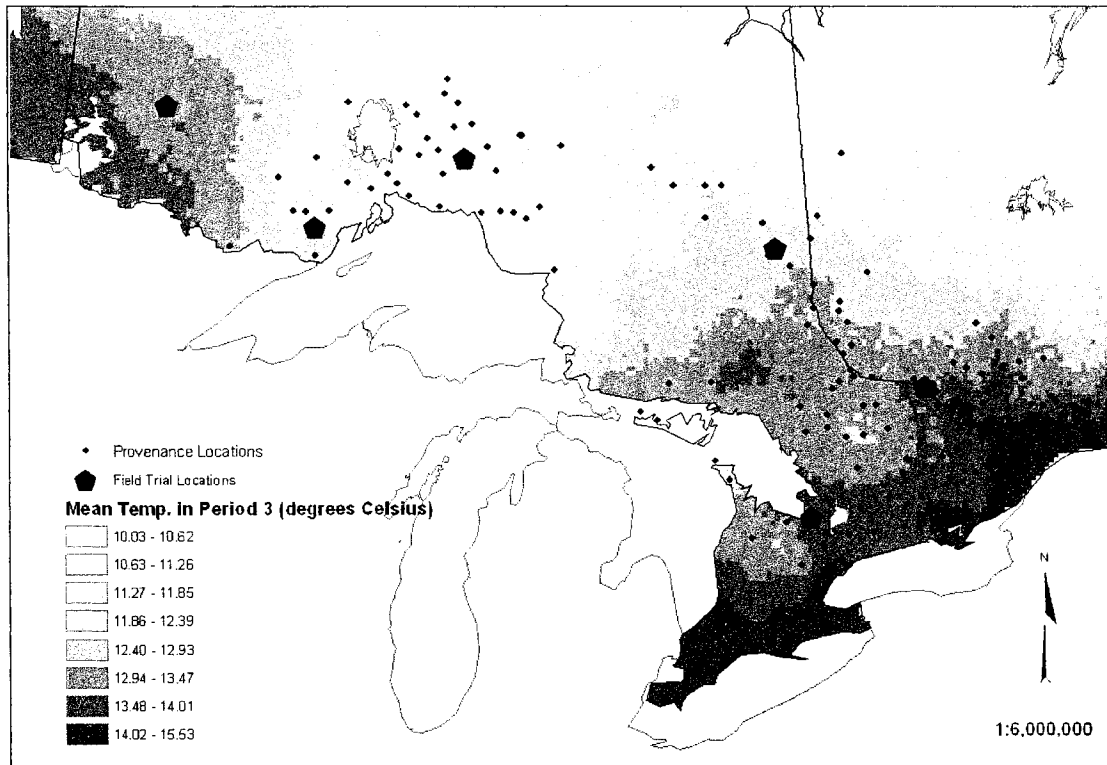 Provenance Locations
Field Trial Locations
Mean Temp. in Period 3 (degrees Celsius)
10.03 - 10.62
10.63 - 11.26
11.27 - 11.85
11.86 - 12.39
12.40 - 12.93
12.94 - 13.47
13.48 - 14.01
14.02 - 15.53
N
1:6,000,000